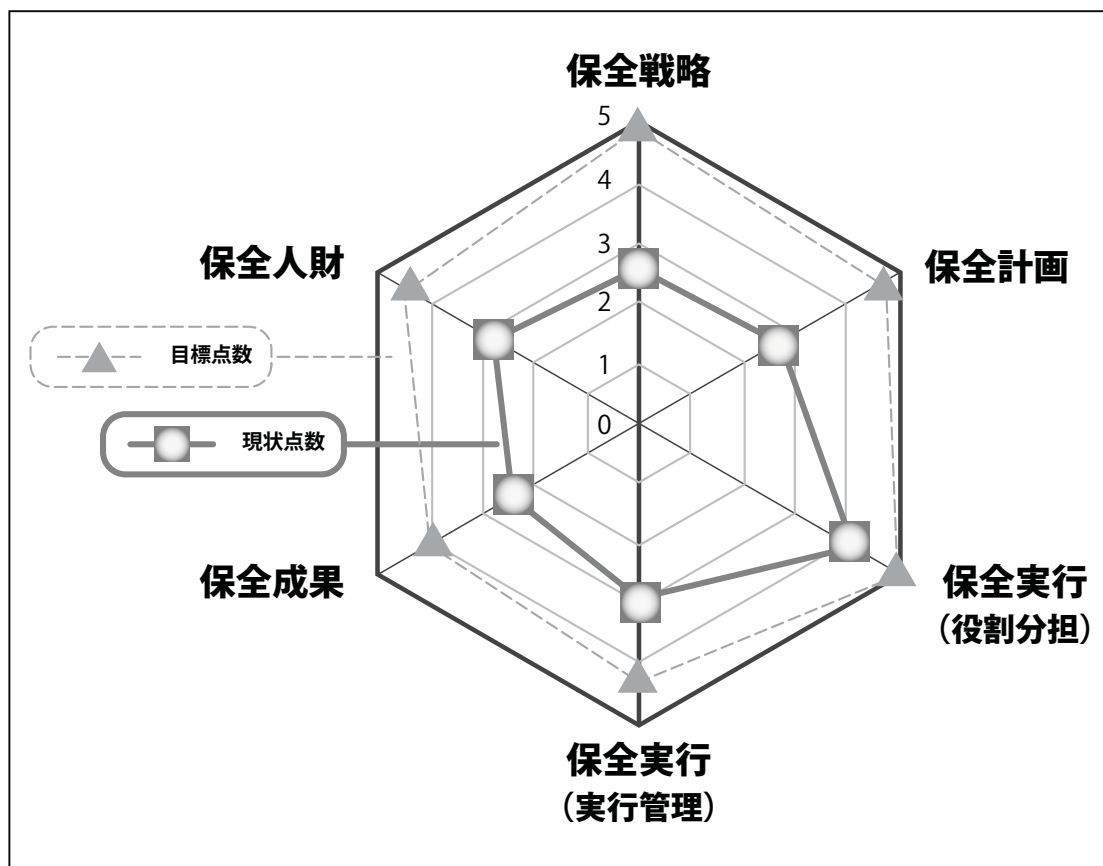 保全戦略
5
4
3
2
1
0
保全人財
保全計画
目標点数
現状点数
保全成果
保全実行
（役割分担）
保全実行
（実行管理）